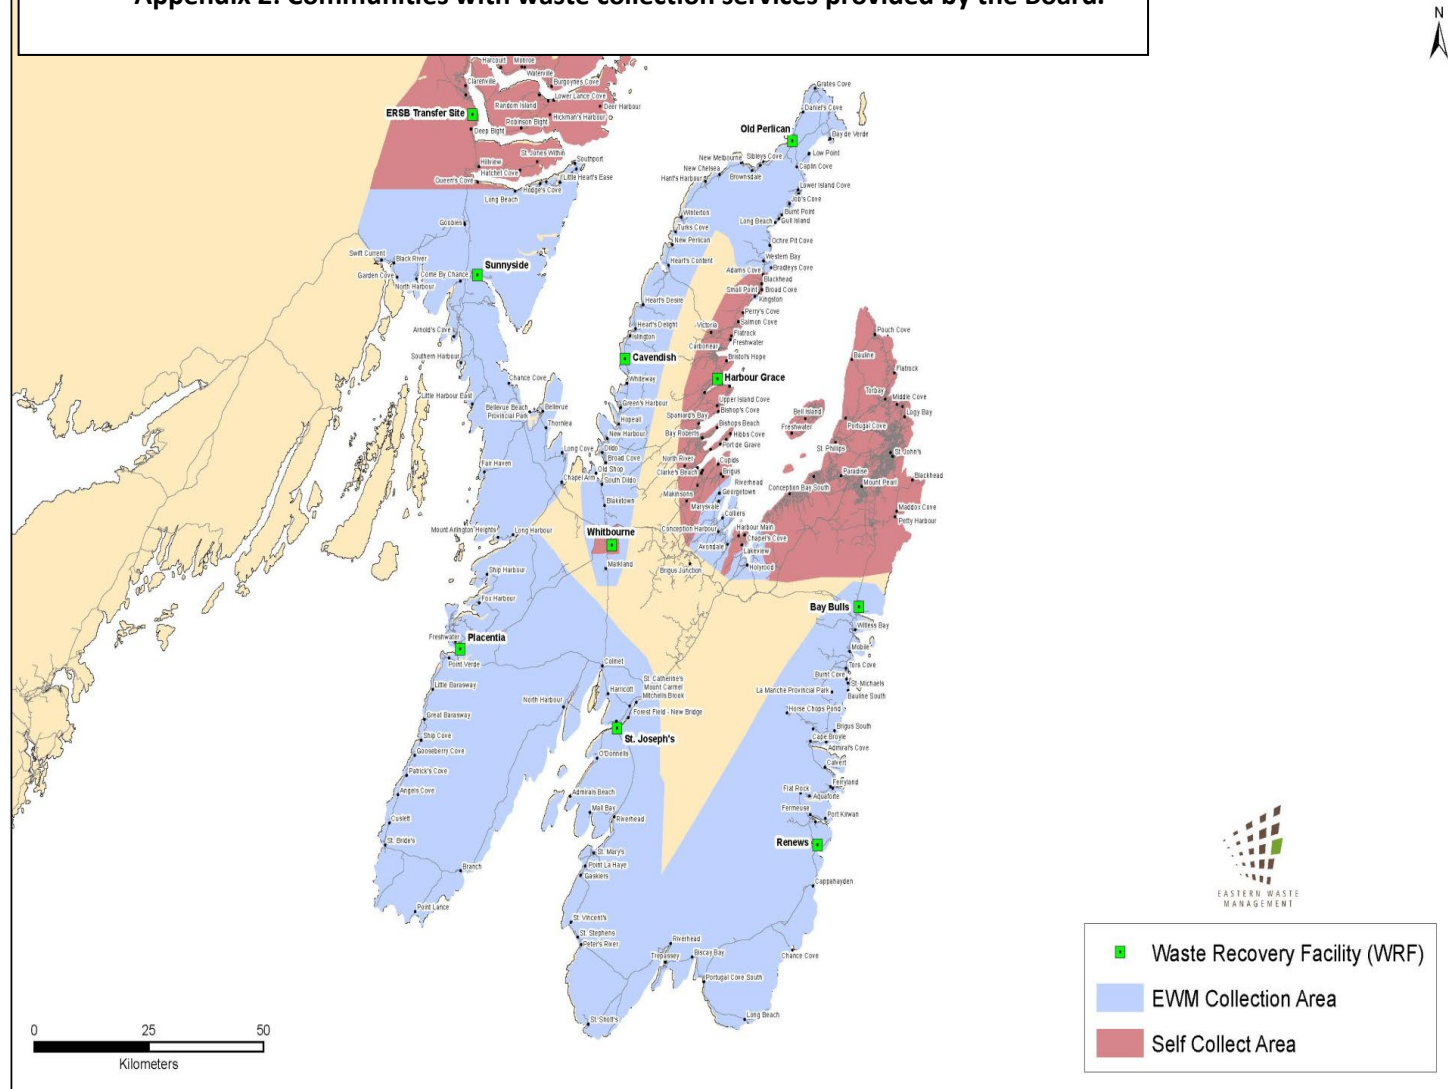 Appendix 2: Communities with waste collection services provided by the Board.
N
Harcourt
Monroe
Waterville
Clarenville
Burgoynes Cove
Lower Lance Cove
Random Island
Deer Harbour
ERSB Transfer Site
Hickman's Harbour
Robinson Bight
Deep Bight
St. Jones Within
Southport
Hillview
Hatchet Cove
Little Heart's Ease
Queen's Cove
Hodge's Cove
Long Beach
Goobies
Swift Current
Black River
Garden Cove
Come By Chance
North Harbour
Sunnyside
Arnold's Cove
Southern Harbour
Little Harbour East
Chance Cove
Bellevue Beach
Provincial Park
Bellevue
Thornlea
Long Cove
Fair Haven
Chapel Arm
Mount Arlington Heights
Long Harbour
Ship Harbour
Fox Harbour
Freshwater
Placentia
Point Verde
Little Barasway
Great Barasway
Ship Cove
Gooseberry Cove
Patrick's Cove
Angels Cove
Cuslett
St. Bride's
Branch
Point Lance
Grates Cove
Daniel's Cove
Old Perlican
Bay de Verde
Low Point
Sibleys Cove
New Melbourne
Caplin Cove
New Chelsea
Brownsdale
Hant's Harbour
Lower Island Cove
Job's Cove
Winterton
Burnt Point
Long Beach
Gull Island
Turks Cove
New Perlican
Ochre Pit Cove
Western Bay
Heart's Content
Adams Cove
Bradleys Cove
Blackhead
Small Point
Broad Cove
Kingston
Heart's Desire
Perry's Cove
Salmon Cove
Heart's Delight
Victoria
Islington
Flatrock
Freshwater
Carbonear
Cavendish
Bristol's Hope
Harbour Grace
Whiteway
Green's Harbour
Upper Island Cove
Bishop's Cove
Hopeall
Spaniard's Bay
Bishops Beach
New Harbour
Bay Roberts
Hibbs Cove
Port de Grave
Dildo
Broad Cove
North River
Cupids
Old Shop
Clarke's Beach
Brigus
South Dildo
Riverhead
Georgetown
Makinsons
Blaketown
Marysvale
Colliers
Whitbourne
Conception Harbour
Harbour Main
Chapel's Cove
Avondale
Lakeview
Markland
Brigus Junction
Holyrood
Pouch Cove
Bauline
Flatrock
Torbay
Middle Cove
Bell Island
Logy Bay
Freshwater
Portugal Cove
St. Philips
St. John's
Paradise
Blackhead
Mount Pearl
Conception Bay South
Maddox Cove
Petty Harbour
Bay Bulls
Witless Bay
Mobile
Tors Cove
Burnt Cove
St. Michaels
La Manche Provincial Park
Bauline South
Horse Chops Pond
Brigus South
Cape Broyle
Admiral's Cove
Calvert
Ferryland
Flat Rock
Aquaforte
Fermeuse
Port Kirwan
Renews
Cappahayden
Chance Cove
Colinet
St. Catherine's
Mount Carmel
Mitchells Brook
Harricott
North Harbour
Forest Field - New Bridge
St. Joseph's
O'Donnells
Admirals Beach
Mall Bay
Riverhead
St. Mary's
Point La Haye
Gaskiers
St. Vincent's
St. Stephens
Peter's River
Riverhead
Trepassey
Biscay Bay
Portugal Cove South
St. Shott's
Long Beach
EASTERN WASTE
MANAGEMENT
Waste Recovery Facility (WRF)
EWM Collection Area
Self Collect Area
0 25 50
Kilometers